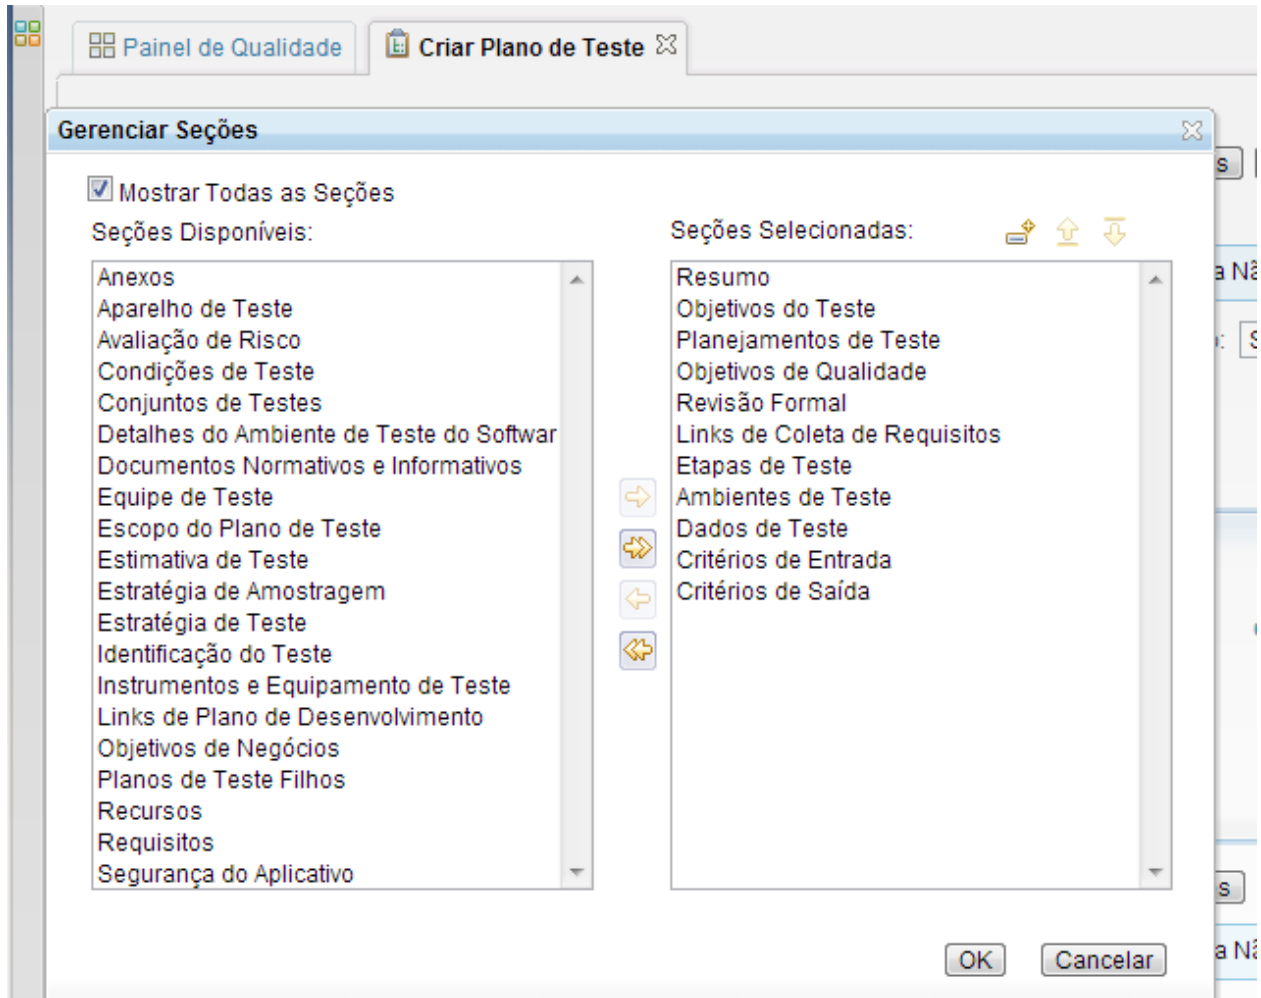 Painel de Qualidade
Criar Plano de Teste
Gerenciar Seções
s
Mostrar Todas as Seções
Seções Disponíveis:
Anexos
Aparelho de Teste
Avaliação de Risco
Condições de Teste
Conjuntos de Testes
Detalhes do Ambiente de Teste do Softwar
Documentos Normativos e Informativos
Equipe de Teste
Escopo do Plano de Teste
Estimativa de Teste
Estratégia de Amostragem
Estratégia de Teste
Identificação do Teste
Instrumentos e Equipamento de Teste
Links de Plano de Desenvolvimento
Objetivos de Negócios
Planos de Teste Filhos
Recursos
Requisitos
Segurança do Aplicativo
Seções Selecionadas:
Resumo
Objetivos do Teste
Planejamentos de Teste
Objetivos de Qualidade
Revisão Formal
Links de Coleta de Requisitos
Etapas de Teste
Ambientes de Teste
Dados de Teste
Critérios de Entrada
Critérios de Saída
a Nã
s
a Nã
OK
Cancelar